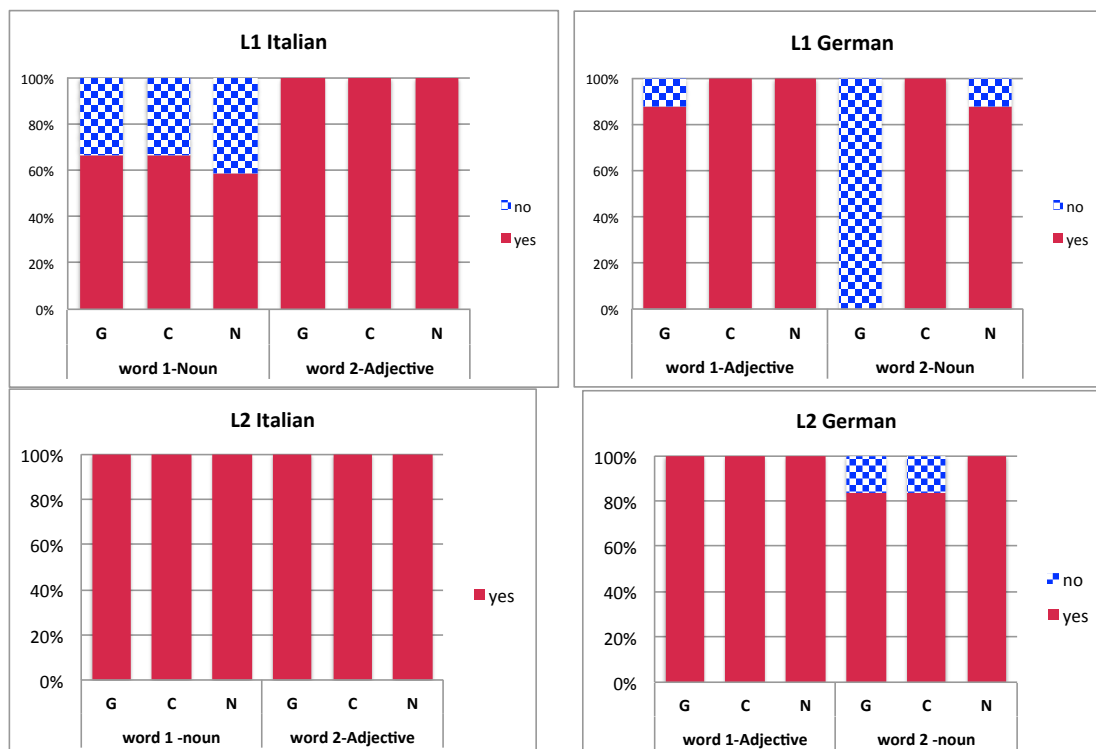 L1 Italian
100%
80%
60%
40%
20%
0%
G C N G C N
word 1-Noun word 2-Adjective
no
yes
L1 German
100%
80%
60%
40%
20%
0%
G C N G C N
word 1-Adjective word 2-Noun
no
yes
L2 Italian
100%
80%
60%
40%
20%
0%
G C N G C N
word 1 -noun word 2-Adjective
yes
L2 German
100%
80%
60%
40%
20%
0%
G C N G C N
word 1-Adjective word 2 -noun
no
yes